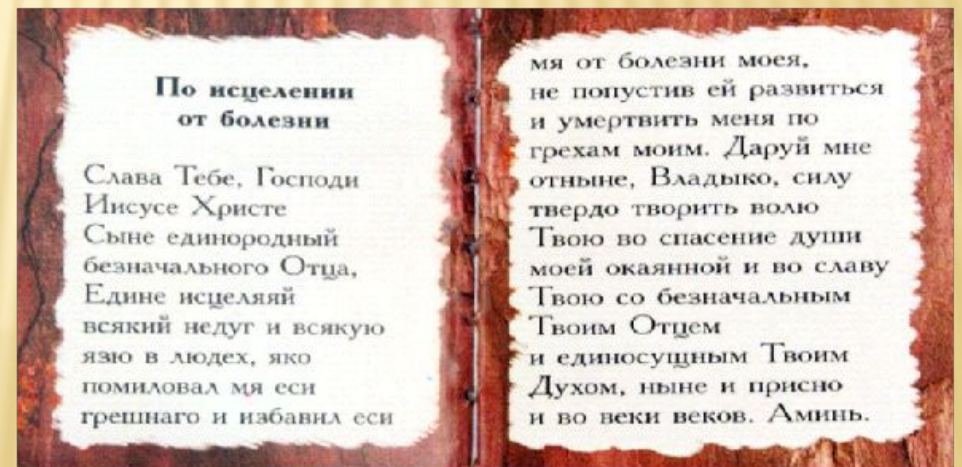 По исцелении
от болезни
Слава Тебе, Господи
Иисусе Христе
Сыне единородный
безначального Отца,
Едине исцеляяй
всякий недуг и всякую
язю в людех, яко
помиловал мя еси
грешнаго и избавил еси
мя от болезни моея,
не попустив ей развиться
и умертвить меня по
грехам моим. Даруй мне
отныне, Владыко, силу
твердо творить волю
Твою во спасение души
моей окаянной и во славу
Твою со безначальным
Твоим Отцем
и единосущным Твоим
Духом, ныне и присно
и во веки веков. Аминь.